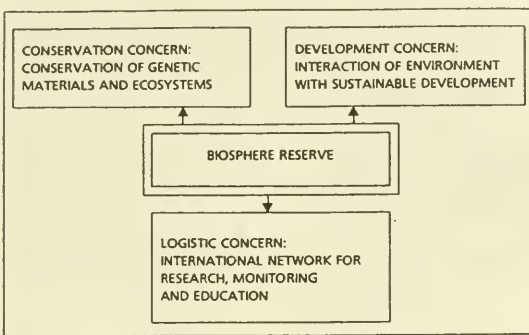 CONSERVATION CONCERN:
CONSERVATION OF GENETIC
MATERIALS AND ECOSYSTEMS
DEVELOPMENT CONCERN:
INTERACTION OF ENVIRONMENT
WITH SUSTAINABLE DEVELOPMENT
BIOSPHERE RESERVE
LOGISTIC CONCERN:
INTERNATIONAL NETWORK FOR
RESEARCH, MONITORING
AND EDUCATION